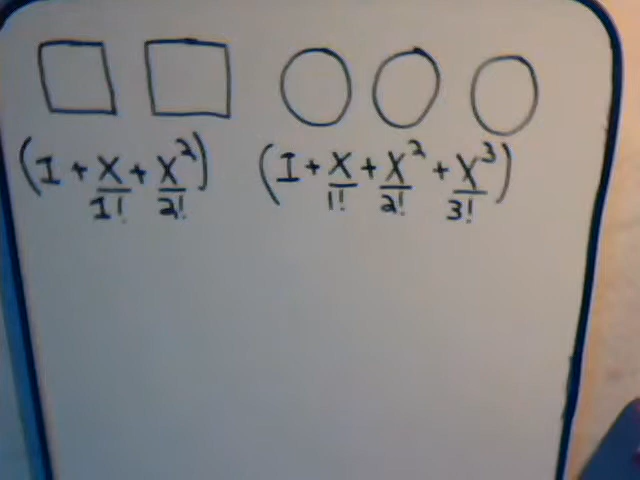 (1 + X/1! + X²/2!) (1 + X/1! + X²/2! + X³/3!)